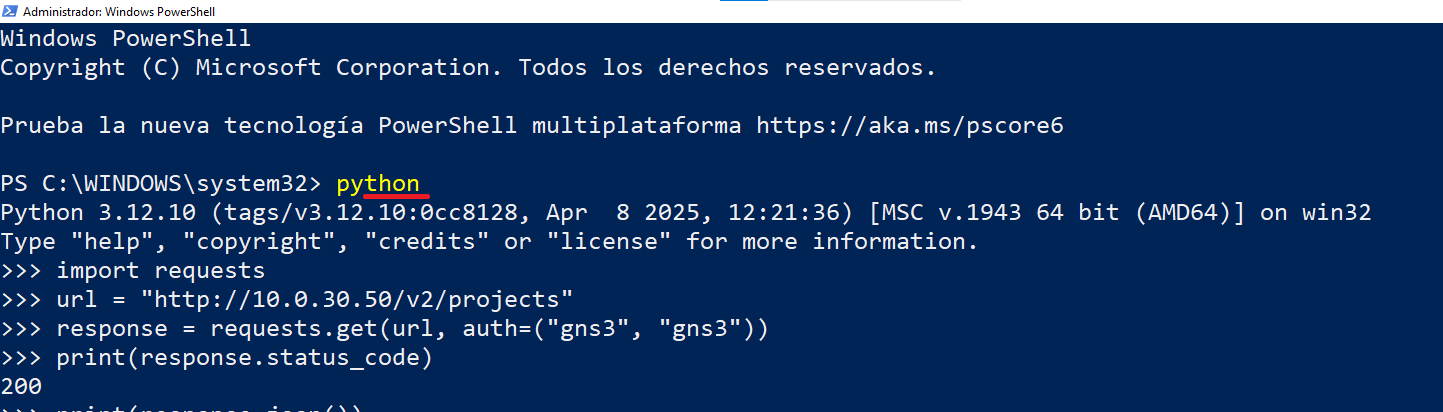 Administrador: Windows PowerShell
Windows PowerShell
Copyright (C) Microsoft Corporation. Todos los derechos reservados.
Prueba la nueva tecnología PowerShell multiplataforma https://aka.ms/pscore6
PS C:\WINDOWS\system32> python
Python 3.12.10 (tags/v3.12.10:0cc8128, Apr  8 2025, 12:21:36) [MSC v.1943 64 bit (AMD64)] on win32
Type "help", "copyright", "credits" or "license" for more information.
>>> import requests
>>> url = "http://10.0.30.50/v2/projects"
>>> response = requests.get(url, auth=("gns3", "gns3"))
>>> print(response.status_code)
200
>>> print(response.json())